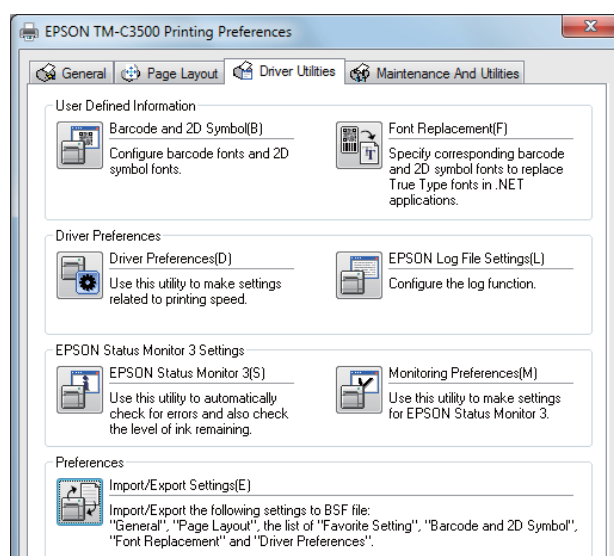 EPSON TM-C3500 Printing Preferences
General Page Layout Driver Utilities Maintenance And Utilities
User Defined Information
Barcode and 2D Symbol(B)
Configure barcode fonts and 2D
symbol fonts.
Font Replacement(F)
Specify corresponding barcode
and 2D symbol fonts to replace
True Type fonts in .NET
applications.
Driver Preferences
Driver Preferences(D)
Use this utility to make settings
related to printing speed.
EPSON Log File Settings(L)
Configure the log function.
EPSON Status Monitor 3 Settings
EPSON Status Monitor 3(S)
Use this utility to automatically
check for errors and also check
the level of ink remaining.
Monitoring Preferences(M)
Use this utility to make settings
for EPSON Status Monitor 3.
Preferences
Import/Export Settings(E)
Import/Export the following settings to BSF file:
"General", "Page Layout", the list of "Favorite Setting", "Barcode and 2D Symbol",
"Font Replacement" and "Driver Preferences".